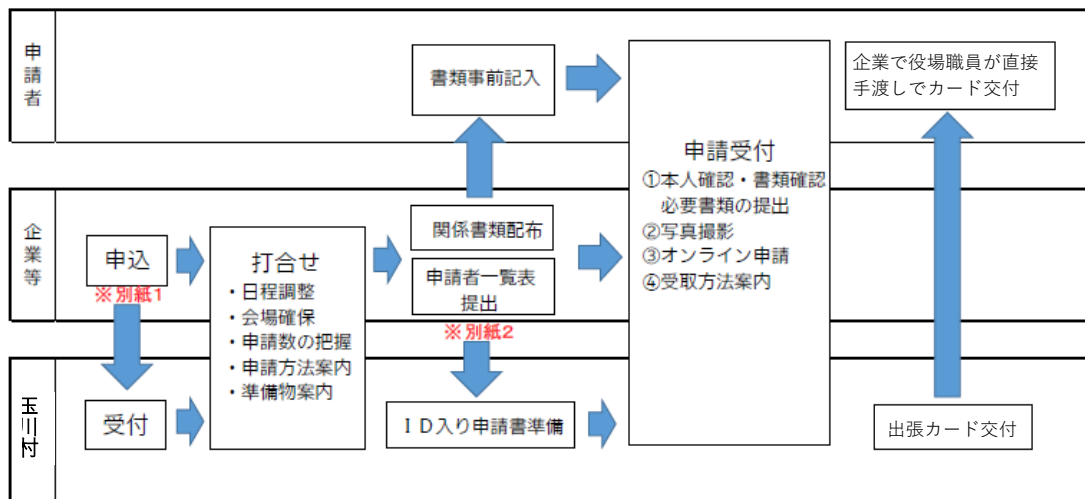 申請者
書類事前記入
企業で役場職員が直接
手渡しでカード交付
申請受付
①本人確認・書類確認
必要書類の提出
②写真撮影
③オンライン申請
④受取方法案内
企業等
申込
※別紙1
打合せ
・日程調整
・会場確保
・申請数の把握
・申請方法案内
・準備物案内
関係書類配布
申請者一覧表
提出
※別紙2
受付
ID入り申請書準備
出張カード交付